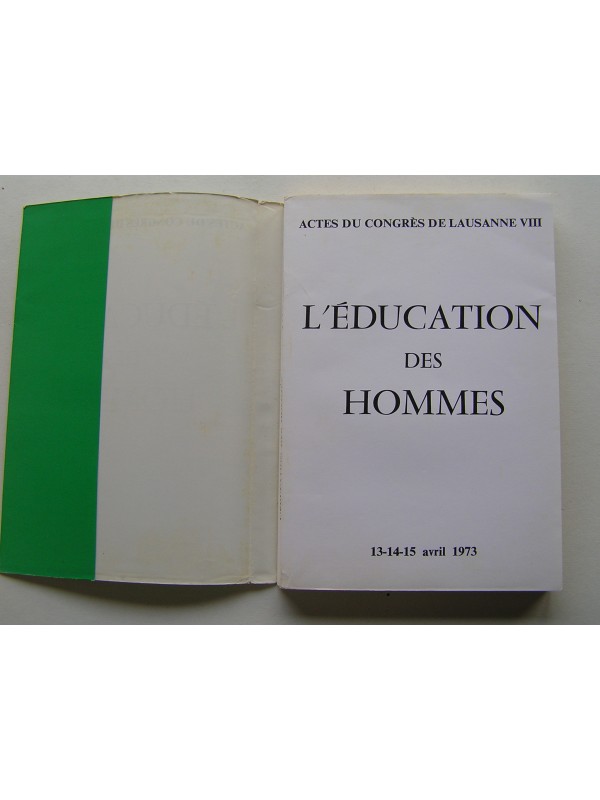 ACTES DU CONGRÈS DE LAUSANNE VIII
L'ÉDUCATION
DES
HOMMES
13-14-15 avril 1973